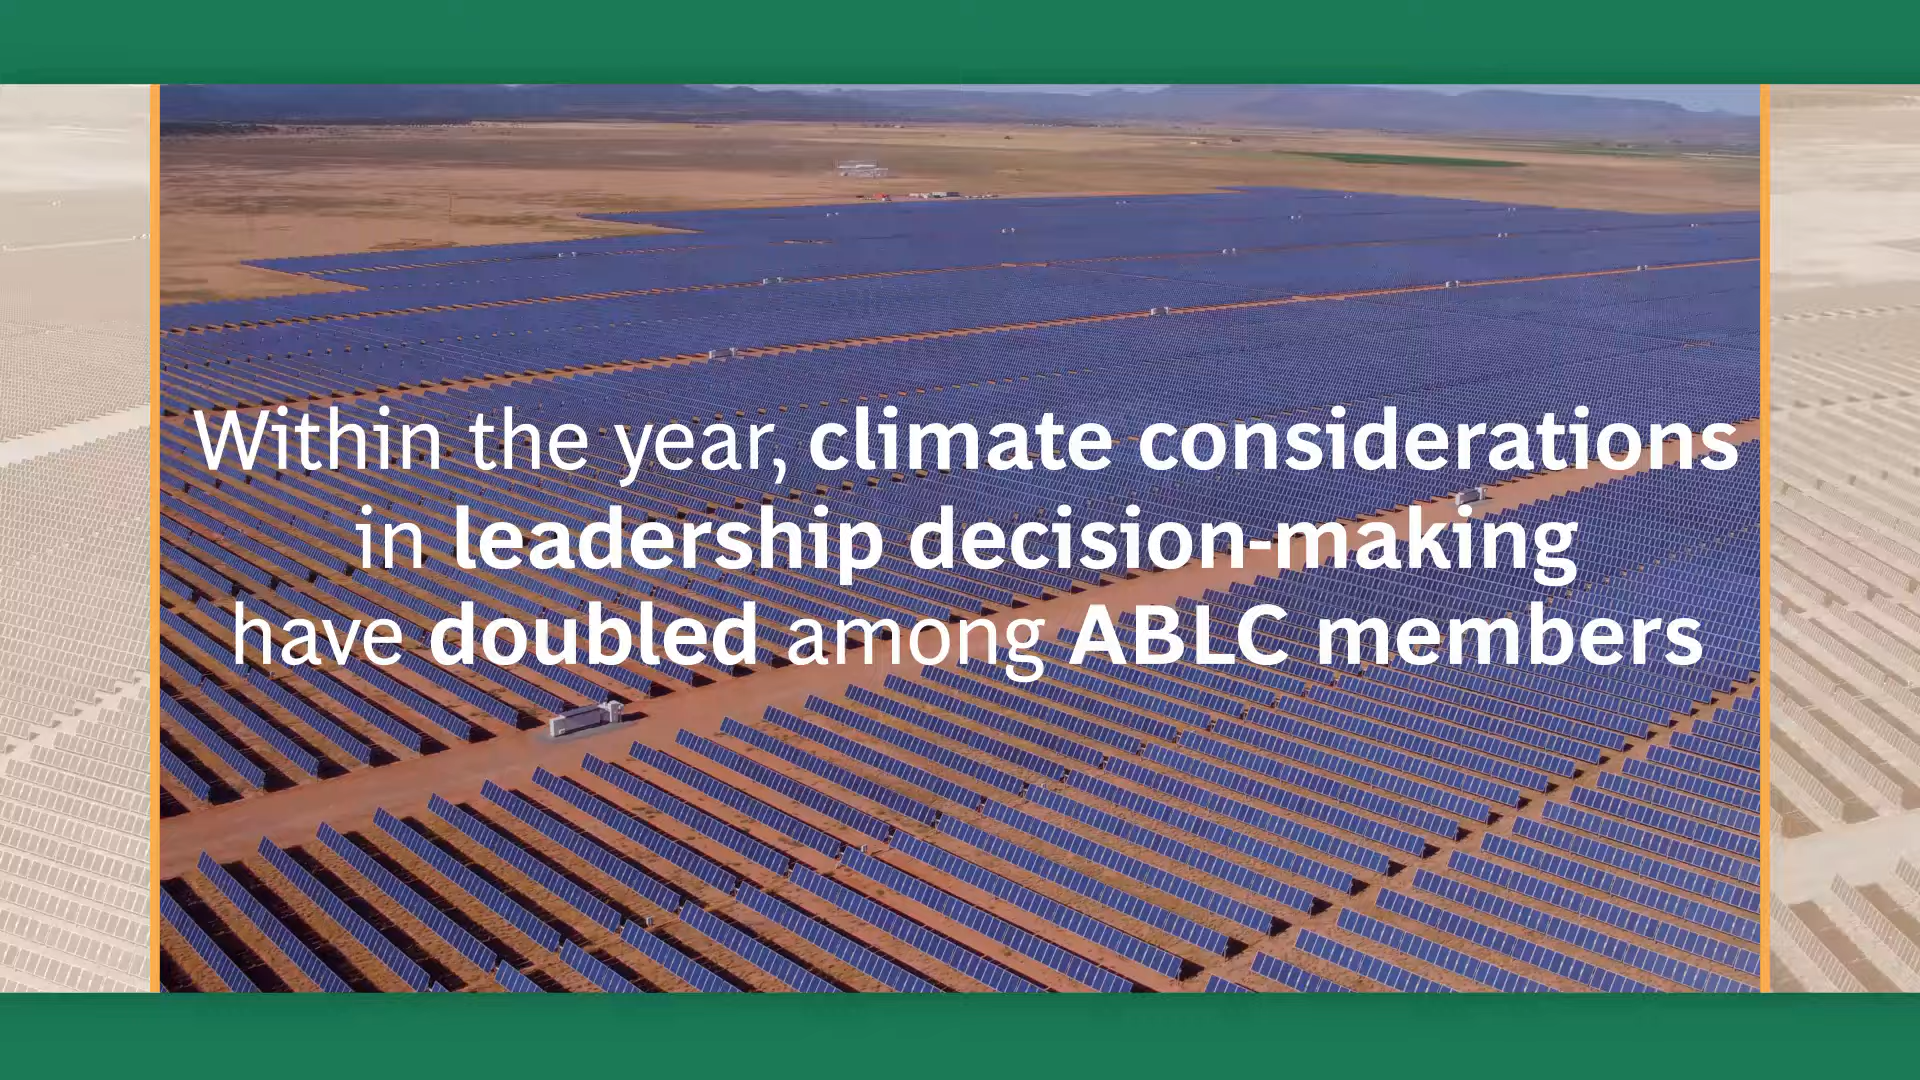 Within the year, climate considerations
in leadership decision-making
have doubled among ABLC members